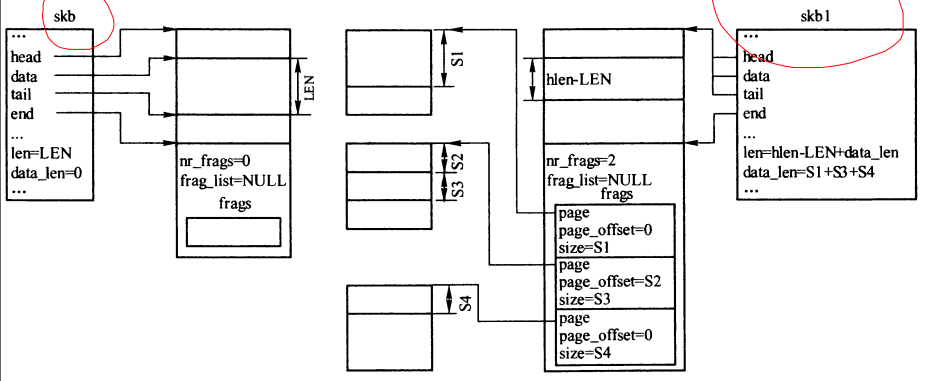 skb
...
head
data
tail
end
...
len=LEN
data_len=0
...
LEN
nr_frags=0
frag_list=NULL
frags
S1
S2
S3
S4
hlen-LEN
nr_frags=2
frag_list=NULL
frags
page
page_offset=0
size=S1
page
page_offset=S2
size=S3
page
page_offset=0
size=S4
skb1
...
head
data
tail
end
...
len=hlen-LEN+data_len
data_len=S1+S3+S4
...